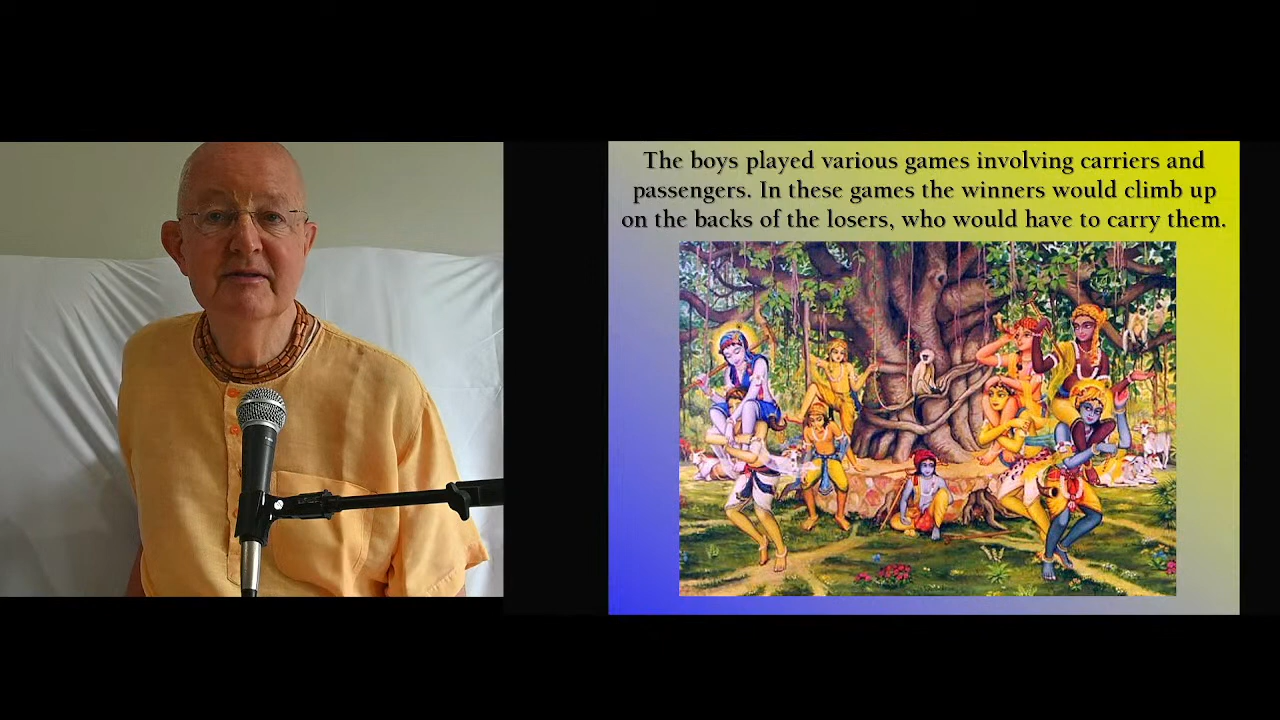 The boys played various games involving carriers and
passengers. In these games the winners would climb up
on the backs of the losers, who would have to carry them.